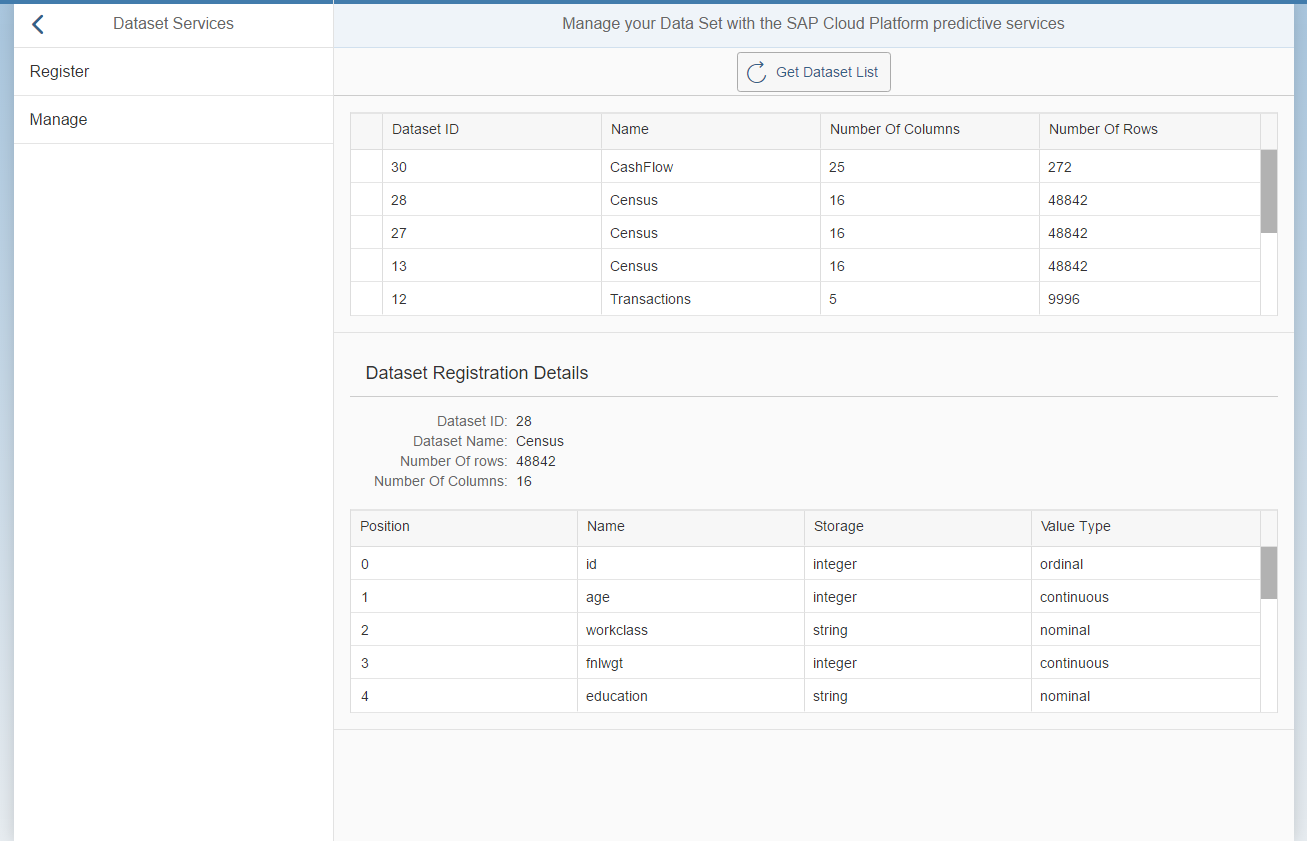 Dataset Services
Manage your Data Set with the SAP Cloud Platform predictive services
Register
Manage
Get Dataset List
Dataset ID Name Number Of Columns Number Of Rows
30 CashFlow 25 272
28 Census 16 48842
27 Census 16 48842
13 Census 16 48842
12 Transactions 5 9996
Dataset Registration Details
Dataset ID: 28
Dataset Name: Census
Number Of rows: 48842
Number Of Columns: 16
Position Name Storage Value Type
0 id integer ordinal
1 age integer continuous
2 workclass string nominal
3 fnlwgt integer continuous
4 education string nominal